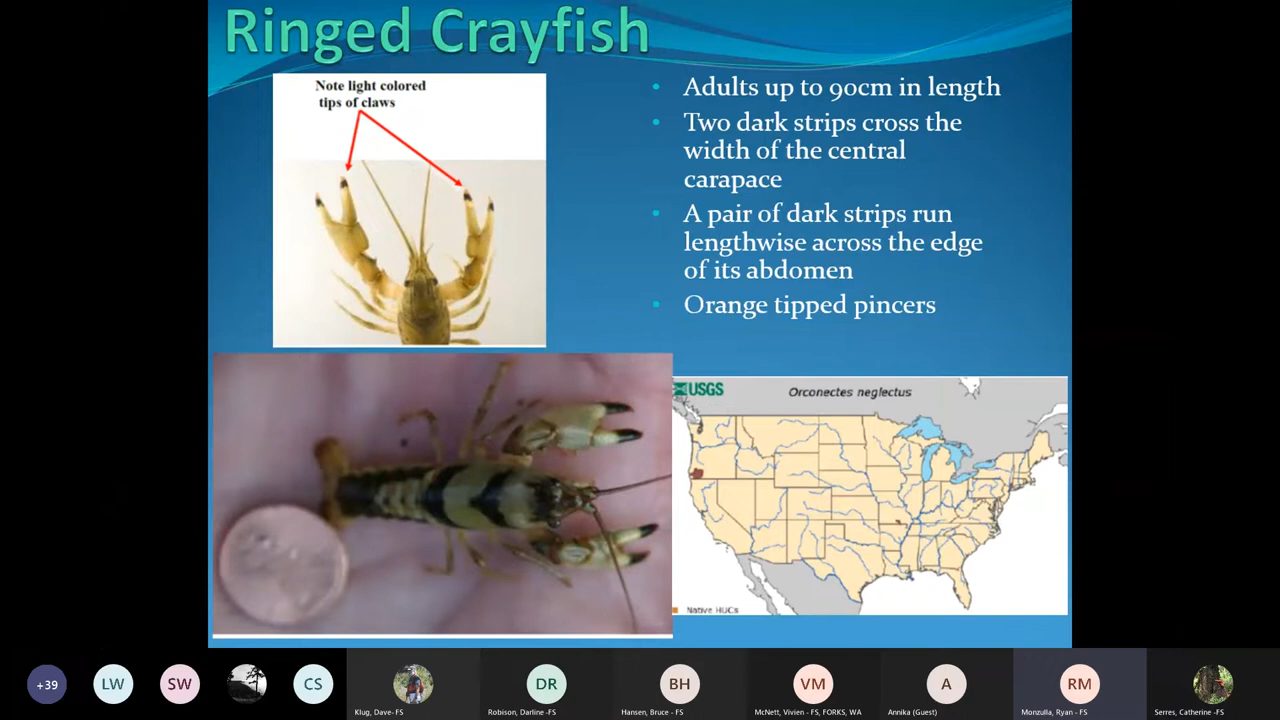 Ringed Crayfish
Note light colored
tips of claws
Adults up to 90cm in length
Two dark strips cross the
width of the central
carapace
A pair of dark strips run
lengthwise across the edge
of its abdomen
Orange tipped pincers
USGS
Orconectes neglectus
Native HUCs
+39
LW
SW
CS
Klug, Dave- FS
DR
Robison, Darline -FS
BH
Hansen, Bruce - FS
VM
McNett, Vivien - FS, FORKS, WA
A
Annika (Guest)
RM
Monzulla, Ryan - FS
Serres, Catherine -FS